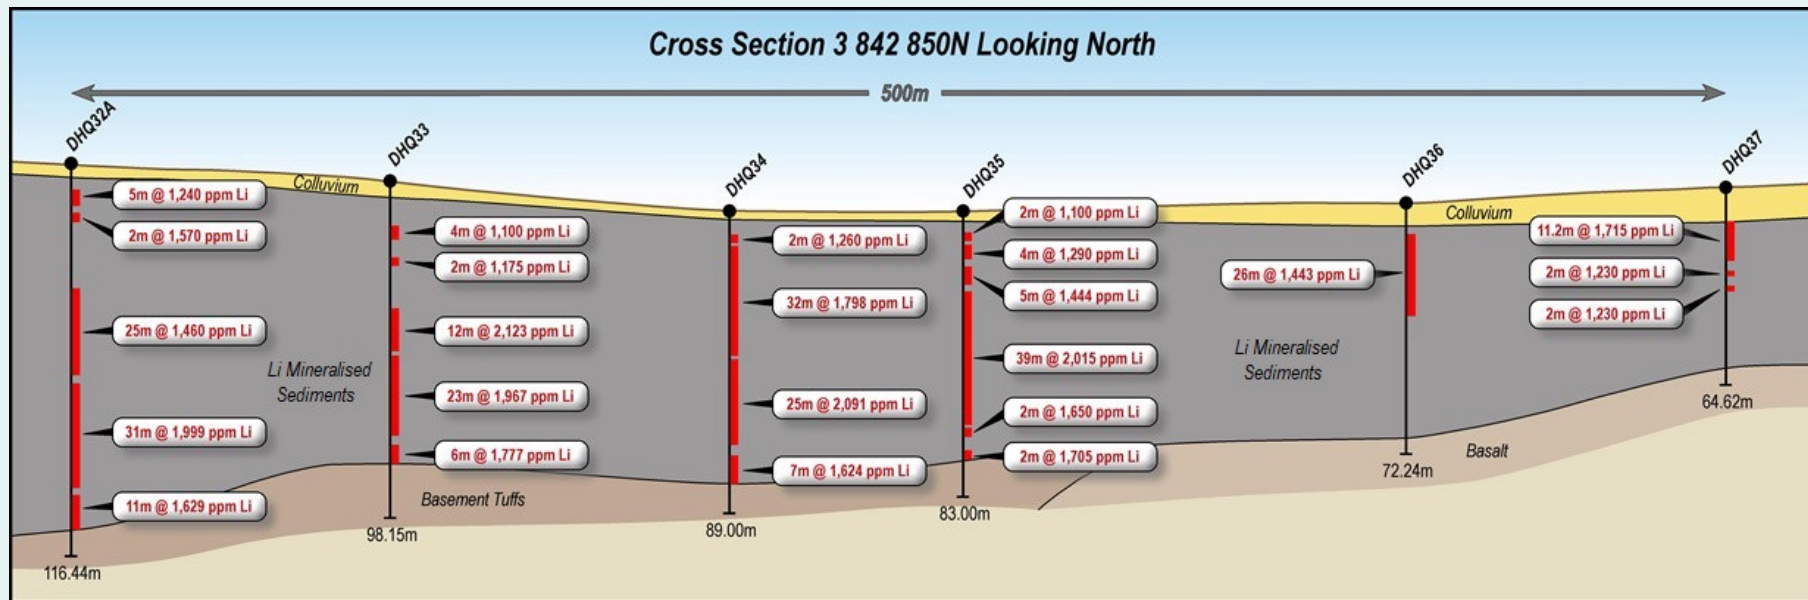 Cross Section 3 842 850N Looking North
500m
DHQ32A
DHQ33
DHQ34
DHQ35
DHQ36
DHQ37
Colluvium
Colluvium
5m @ 1,240 ppm Li
2m @ 1,570 ppm Li
25m @ 1,460 ppm Li
31m @ 1,999 ppm Li
11m @ 1,629 ppm Li
116.44m
Li Mineralised
Sediments
4m @ 1,100 ppm Li
2m @ 1,175 ppm Li
12m @ 2,123 ppm Li
23m @ 1,967 ppm Li
6m @ 1,777 ppm Li
Basement Tuffs
98.15m
2m @ 1,260 ppm Li
32m @ 1,798 ppm Li
25m @ 2,091 ppm Li
7m @ 1,624 ppm Li
89.00m
2m @ 1,100 ppm Li
4m @ 1,290 ppm Li
5m @ 1,444 ppm Li
39m @ 2,015 ppm Li
2m @ 1,650 ppm Li
2m @ 1,705 ppm Li
83.00m
26m @ 1,443 ppm Li
Li Mineralised
Sediments
72.24m
Basalt
11.2m @ 1,715 ppm Li
2m @ 1,230 ppm Li
2m @ 1,230 ppm Li
64.62m